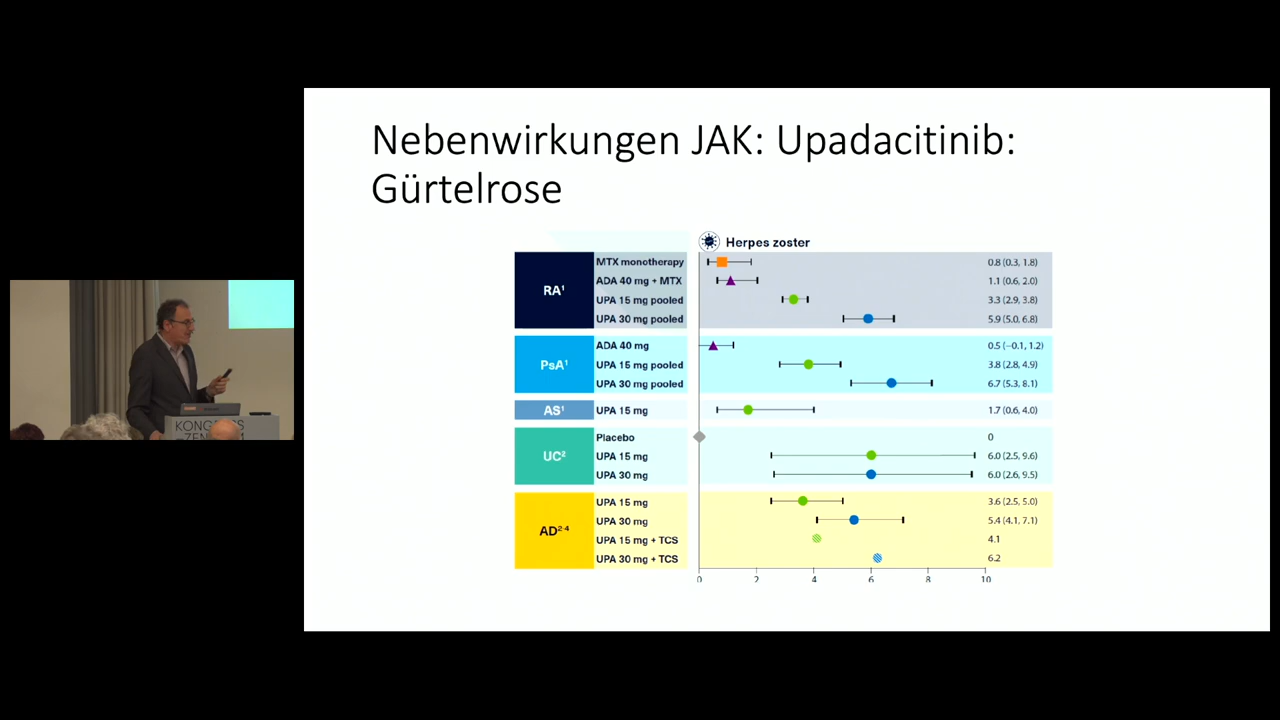 Nebenwirkungen JAK: Upadacitinib:
Gürtelrose
Herpes zoster
RA¹
MTX monotherapy 0.8 (0.3, 1.8)
ADA 40 mg + MTX 1.1 (0.6, 2.0)
UPA 15 mg pooled 3.3 (2.9, 3.8)
UPA 30 mg pooled 5.9 (5.0, 6.8)
PsA¹
ADA 40 mg 0.5 (−0.1, 1.2)
UPA 15 mg pooled 3.8 (2.8, 4.9)
UPA 30 mg pooled 6.7 (5.3, 8.1)
AS¹
UPA 15 mg 1.7 (0.6, 4.0)
UC²
Placebo 0
UPA 15 mg 6.0 (2.5, 9.6)
UPA 30 mg 6.0 (2.6, 9.5)
AD²⁻⁴
UPA 15 mg 3.6 (2.5, 5.0)
UPA 30 mg 5.4 (4.1, 7.1)
UPA 15 mg + TCS 4.1
UPA 30 mg + TCS 6.2
0 2 4 6 8 10